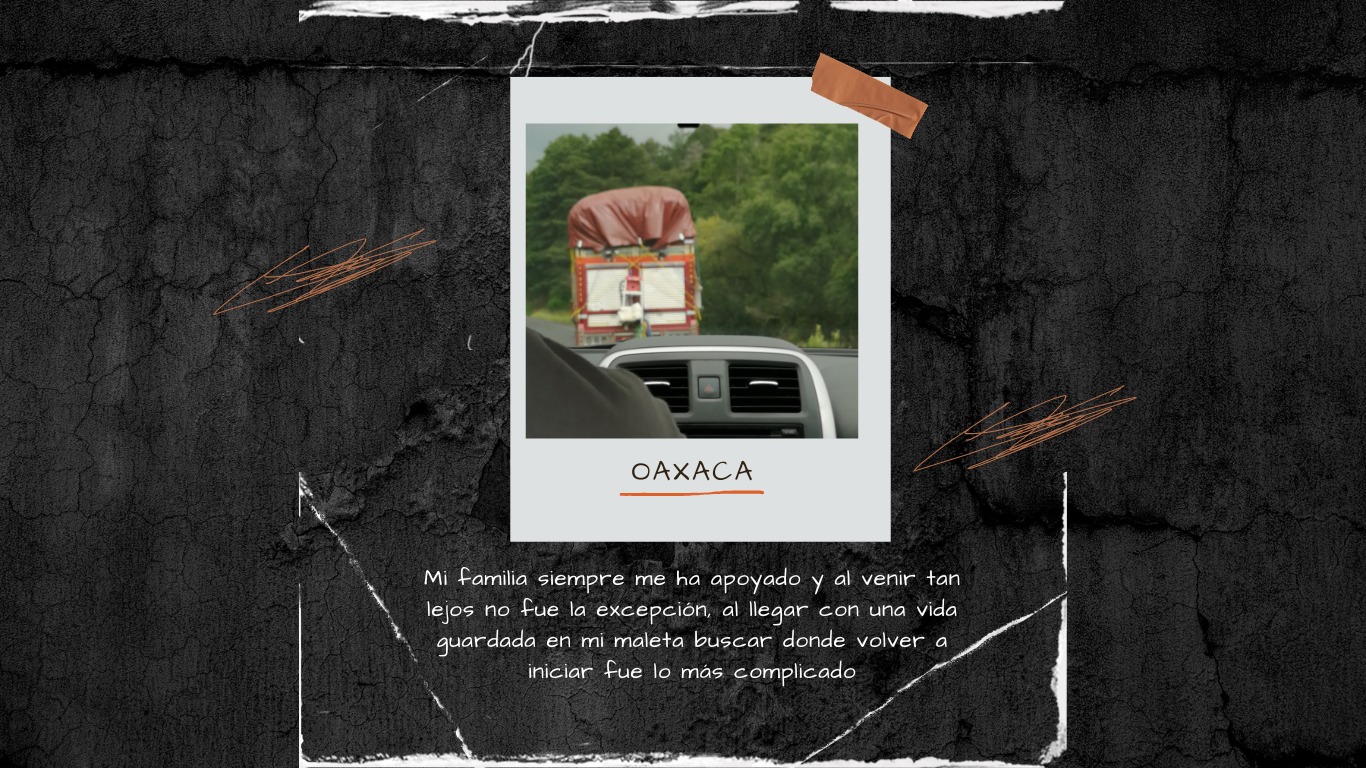 OAXACA
Mi familia siempre me ha apoyado y al venir tan
lejos no fue la excepción, al llegar con una vida
guardada en mi maleta buscar donde volver a
iniciar fue lo más complicado